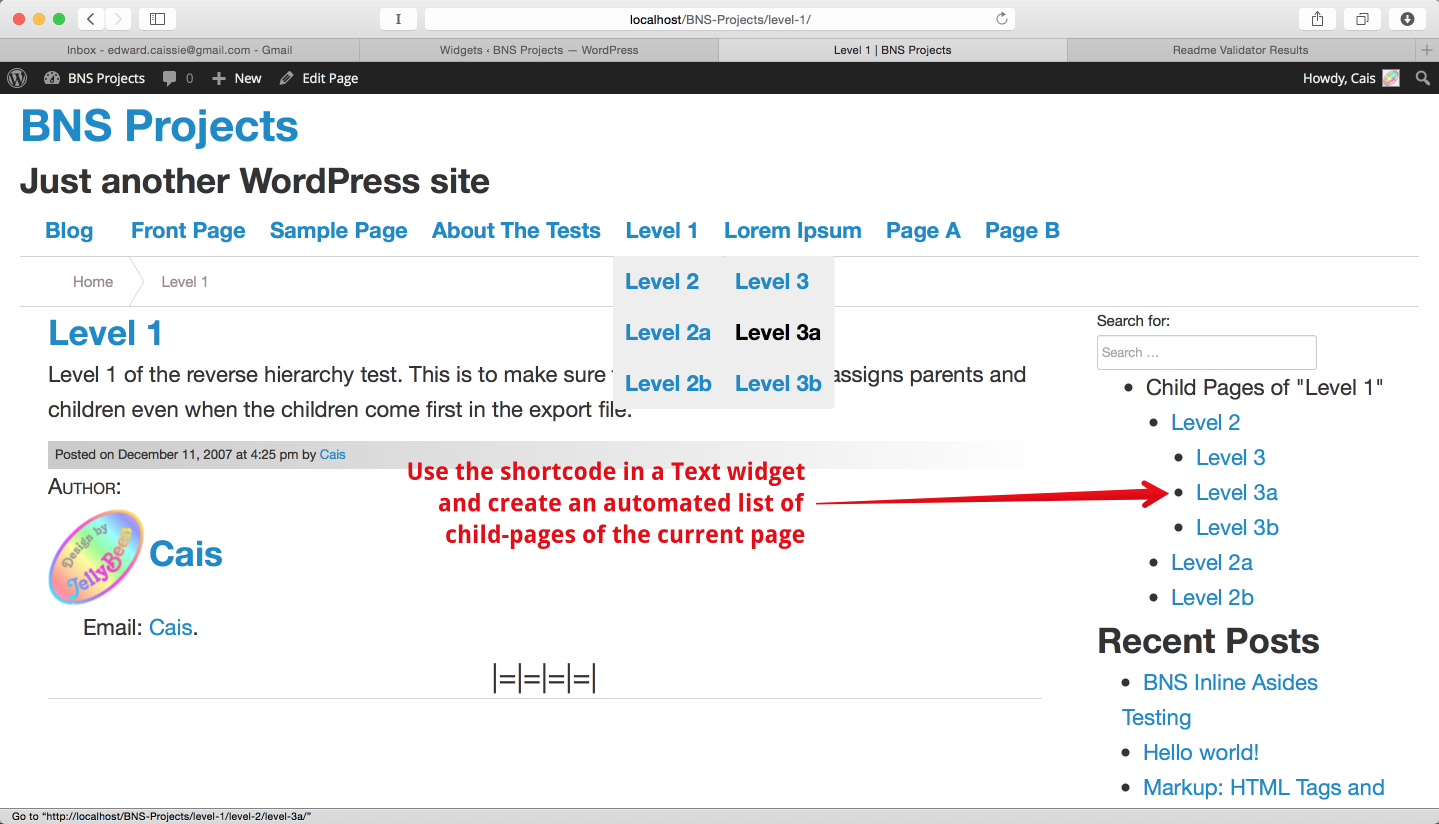 localhost/BNS-Projects/level-1/
Inbox - edward.caissie@gmail.com - Gmail
Widgets ‹ BNS Projects — WordPress
Level 1 | BNS Projects
Readme Validator Results
BNS Projects
0
New
Edit Page
Howdy, Cais
BNS Projects
Just another WordPress site
Blog
Front Page
Sample Page
About The Tests
Level 1
Lorem Ipsum
Page A
Page B
Home
Level 1
Level 2
Level 3
Level 2a
Level 3a
Level 2b
Level 3b
Level 1
Level 1 of the reverse hierarchy test. This is to make sure assigns parents and
children even when the children come first in the export file.
Posted on December 11, 2007 at 4:25 pm by Cais
Use the shortcode in a Text widget
and create an automated list of
child-pages of the current page
Author:
Design by
JellyBeen
Cais
Email: Cais.
|=|=|=|=|
Search for:
Search …
Child Pages of "Level 1"
Level 2
Level 3
Level 3a
Level 3b
Level 2a
Level 2b
Recent Posts
BNS Inline Asides
Testing
Hello world!
Markup: HTML Tags and
Go to “http://localhost/BNS-Projects/level-1/level-2/level-3a/”